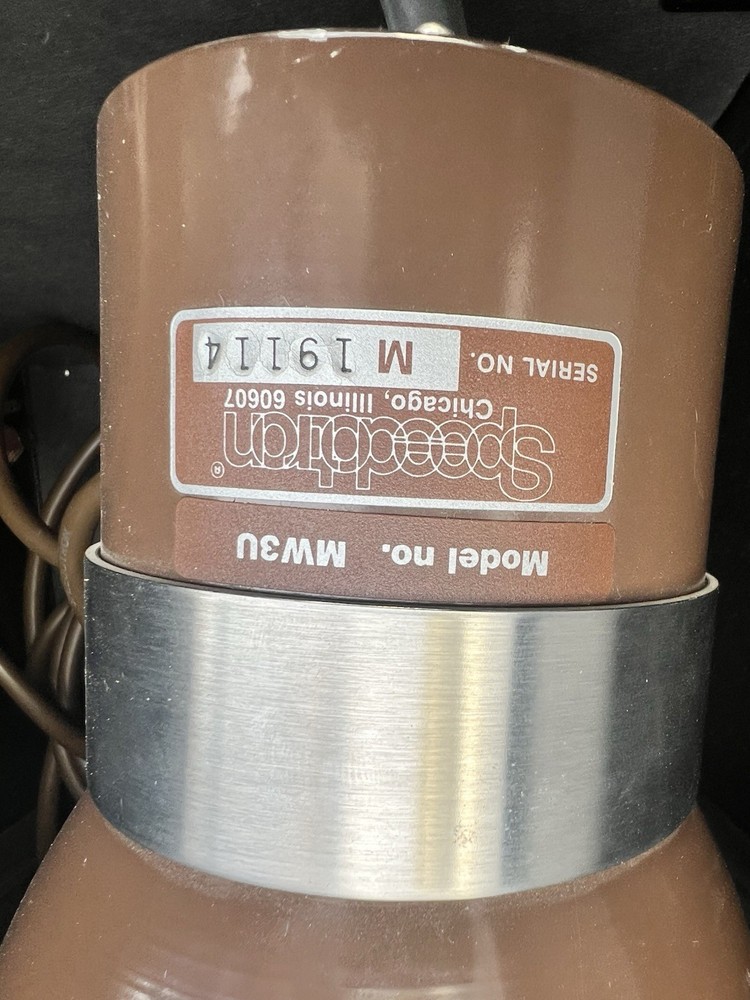 Model no. MW3U
Speedotron®
Chicago, Illinois 60607
SERIAL NO. M 19114